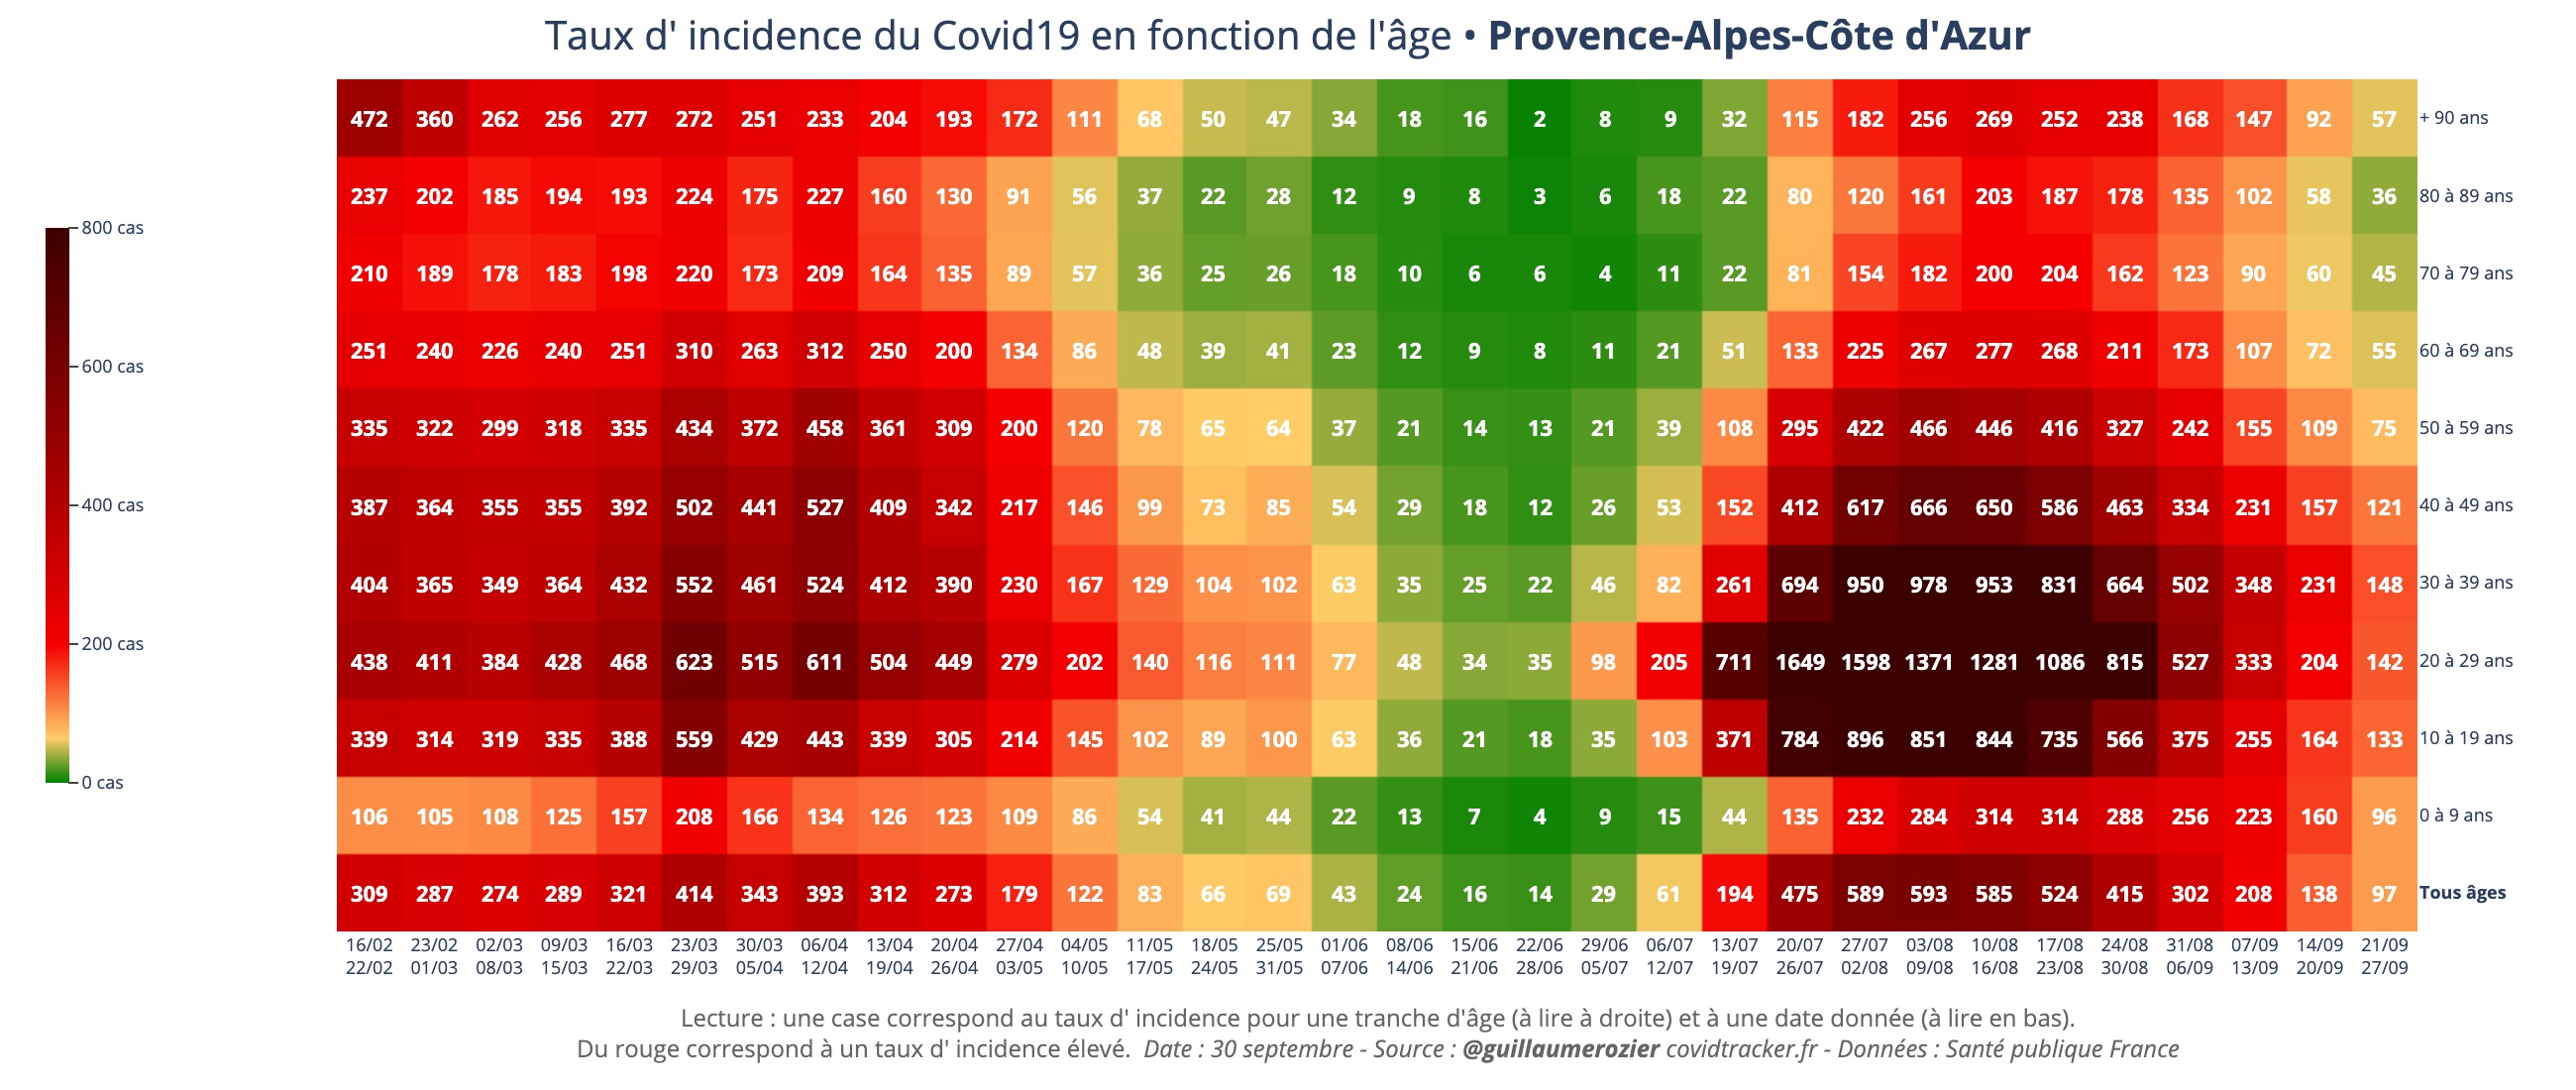 Taux d' incidence du Covid19 en fonction de l'âge • Provence-Alpes-Côte d'Azur
472 360 262 256 277 272 251 233 204 193 172 111 68 50 47 34 18 16 2 8 9 32 115 182 256 269 252 238 168 147 92 57 + 90 ans
237 202 185 194 193 224 175 227 160 130 91 56 37 22 28 12 9 8 3 6 18 22 80 120 161 203 187 178 135 102 58 36 80 à 89 ans
210 189 178 183 198 220 173 209 164 135 89 57 36 25 26 18 10 6 6 4 11 22 81 154 182 200 204 162 123 90 60 45 70 à 79 ans
251 240 226 240 251 310 263 312 250 200 134 86 48 39 41 23 12 9 8 11 21 51 133 225 267 277 268 211 173 107 72 55 60 à 69 ans
335 322 299 318 335 434 372 458 361 309 200 120 78 65 64 37 21 14 13 21 39 108 295 422 466 446 416 327 242 155 109 75 50 à 59 ans
387 364 355 355 392 502 441 527 409 342 217 146 99 73 85 54 29 18 12 26 53 152 412 617 666 650 586 463 334 231 157 121 40 à 49 ans
404 365 349 364 432 552 461 524 412 390 230 167 129 104 102 63 35 25 22 46 82 261 694 950 978 953 831 664 502 348 231 148 30 à 39 ans
438 411 384 428 468 623 515 611 504 449 279 202 140 116 111 77 48 34 35 98 205 711 1649 1598 1371 1281 1086 815 527 333 204 142 20 à 29 ans
339 314 319 335 388 559 429 443 339 305 214 145 102 89 100 63 36 21 18 35 103 371 784 896 851 844 735 566 375 255 164 133 10 à 19 ans
106 105 108 125 157 208 166 134 126 123 109 86 54 41 44 22 13 7 4 9 15 44 135 232 284 314 314 288 256 223 160 96 0 à 9 ans
309 287 274 289 321 414 343 393 312 273 179 122 83 66 69 43 24 16 14 29 61 194 475 589 593 585 524 415 302 208 138 97 Tous âges
16/02 23/02 02/03 09/03 16/03 23/03 30/03 06/04 13/04 20/04 27/04 04/05 11/05 18/05 25/05 01/06 08/06 15/06 22/06 29/06 06/07 13/07 20/07 27/07 03/08 10/08 17/08 24/08 31/08 07/09 14/09 21/09
22/02 01/03 08/03 15/03 22/03 29/03 05/04 12/04 19/04 26/04 03/05 10/05 17/05 24/05 31/05 07/06 14/06 21/06 28/06 05/07 12/07 19/07 26/07 02/08 09/08 16/08 23/08 30/08 06/09 13/09 20/09 27/09
800 cas
600 cas
400 cas
200 cas
0 cas
Lecture : une case correspond au taux d' incidence pour une tranche d'âge (à lire à droite) et à une date donnée (à lire en bas).
Du rouge correspond à un taux d' incidence élevé. Date : 30 septembre - Source : @guillaumerozier covidtracker.fr - Données : Santé publique France